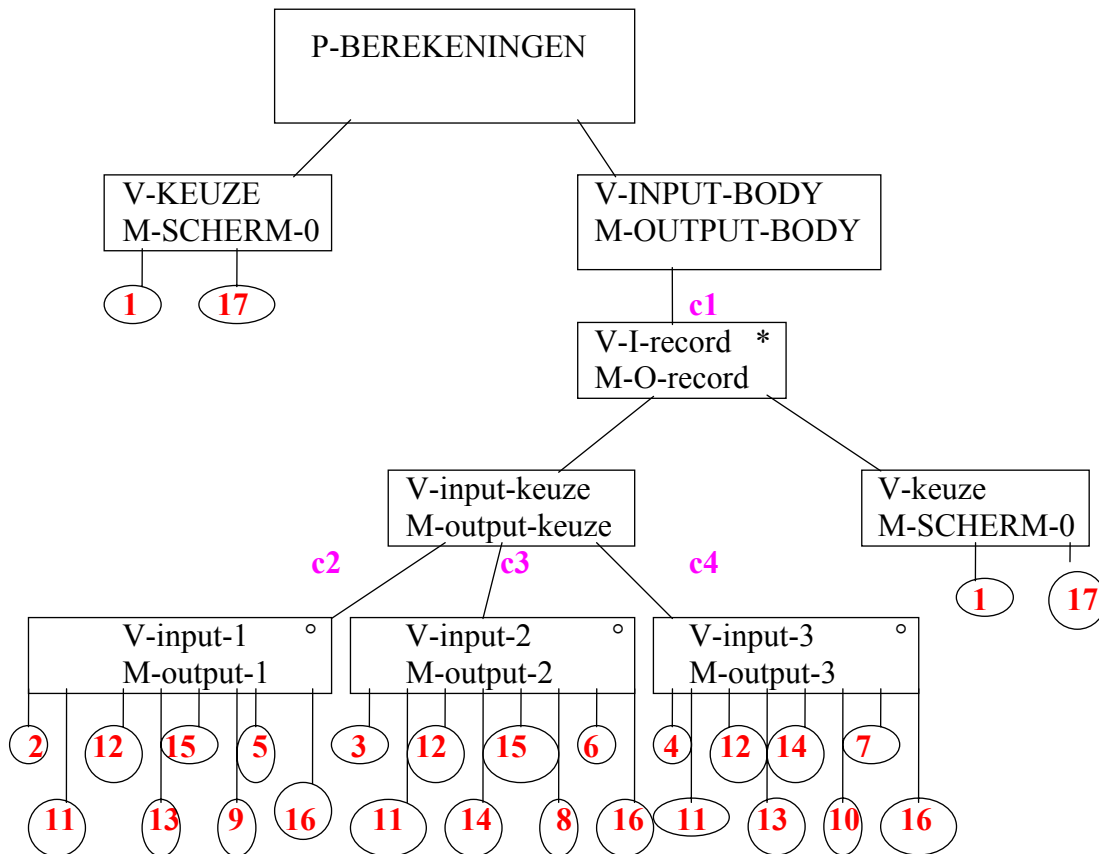 P-BEREKENINGEN
V-KEUZE
M-SCHERM-0
V-INPUT-BODY
M-OUTPUT-BODY
1 17
c1
V-I-record *
M-O-record
V-input-keuze
M-output-keuze
V-keuze
M-SCHERM-0
c2 c3 c4
1 17
V-input-1 °
M-output-1
V-input-2 °
M-output-2
V-input-3 °
M-output-3
2 12 15 5 3 12 15 6 4 12 14 7
11 13 9 16 11 14 8 16 11 13 10 16